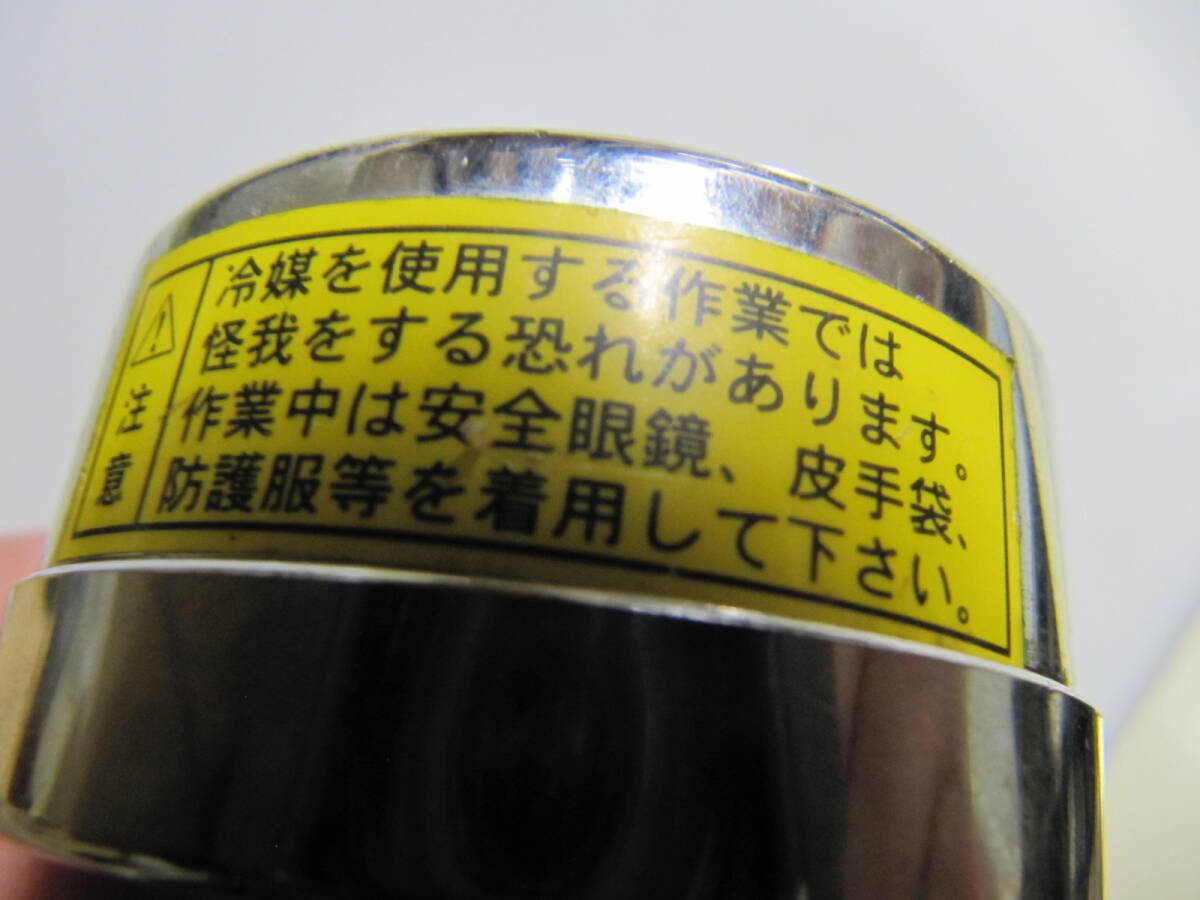 注意
冷媒を使用する作業では
怪我をする恐れがあります。
作業中は安全眼鏡、皮手袋、
防護服等を着用して下さい。